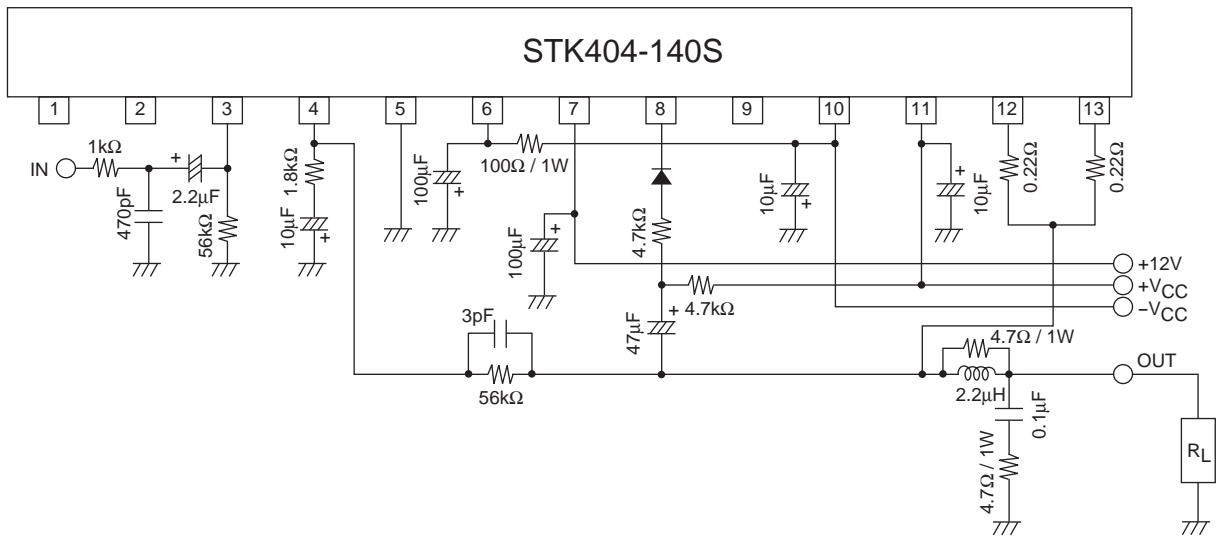 STK404-140S
1 2 3 4 5 6 7 8 9 10 11 12 13
1kΩ
IN
+
2.2μF
470pF
56kΩ
1.8kΩ
10μF
+
100μF
+
100Ω / 1W
100μF
+
4.7kΩ
10μF
+
+
10μF
0.22Ω
0.22Ω
+12V
+VCC
−VCC
+
4.7kΩ
47μF
3pF
56kΩ
4.7Ω / 1W
2.2μH
OUT
0.1μF
4.7Ω / 1W
RL